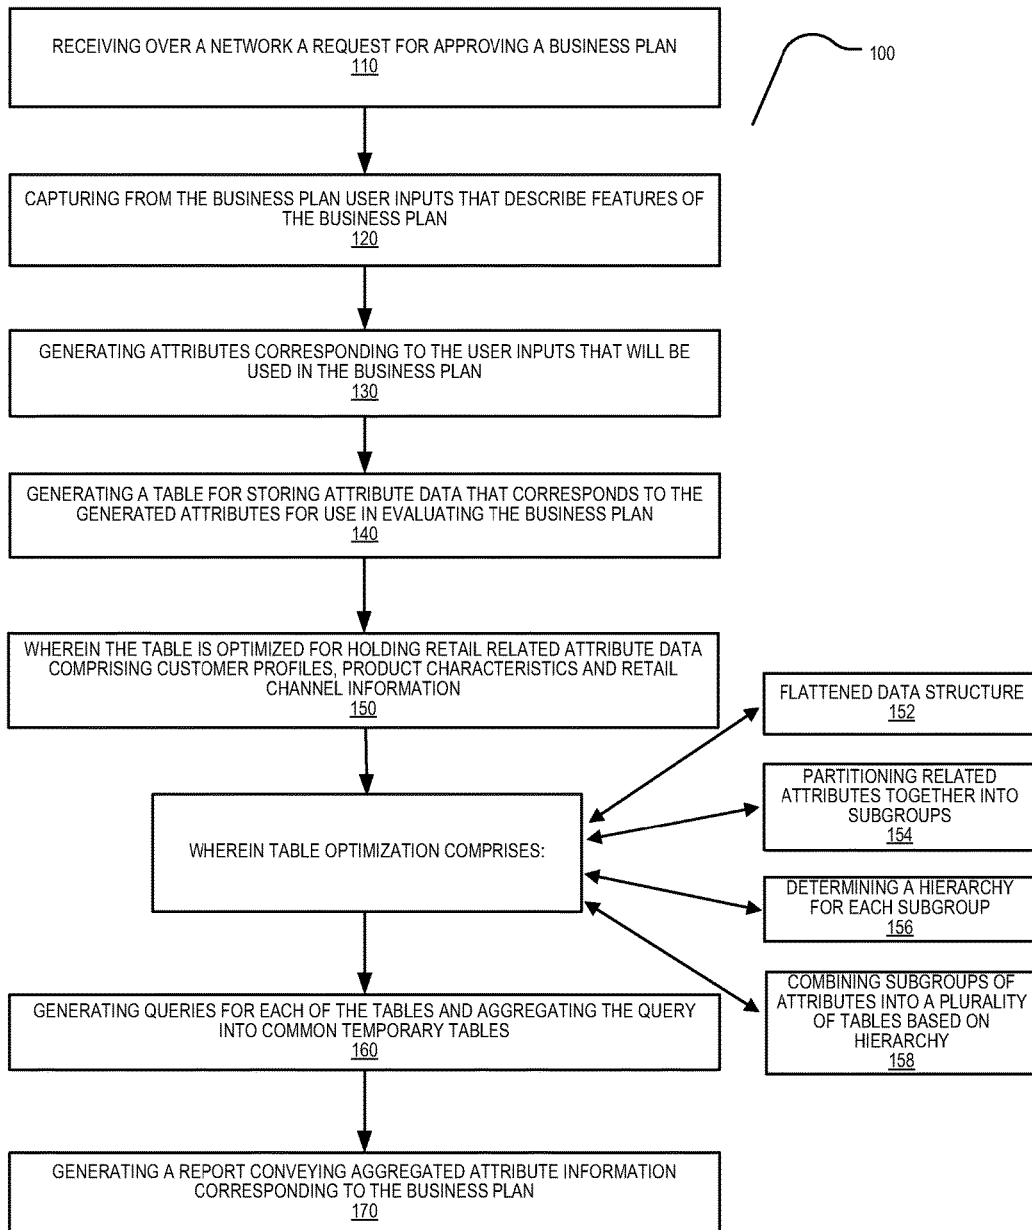 RECEIVING OVER A NETWORK A REQUEST FOR APPROVING A BUSINESS PLAN
110
100
CAPTURING FROM THE BUSINESS PLAN USER INPUTS THAT DESCRIBE FEATURES OF
THE BUSINESS PLAN
120
GENERATING ATTRIBUTES CORRESPONDING TO THE USER INPUTS THAT WILL BE
USED IN THE BUSINESS PLAN
130
GENERATING A TABLE FOR STORING ATTRIBUTE DATA THAT CORRESPONDS TO THE
GENERATED ATTRIBUTES FOR USE IN EVALUATING THE BUSINESS PLAN
140
WHEREIN THE TABLE IS OPTIMIZED FOR HOLDING RETAIL RELATED ATTRIBUTE DATA
COMPRISING CUSTOMER PROFILES, PRODUCT CHARACTERISTICS AND RETAIL
CHANNEL INFORMATION
150
WHEREIN TABLE OPTIMIZATION COMPRISES:
FLATTENED DATA STRUCTURE
152
PARTITIONING RELATED
ATTRIBUTES TOGETHER INTO
SUBGROUPS
154
DETERMINING A HIERARCHY
FOR EACH SUBGROUP
156
COMBINING SUBGROUPS OF
ATTRIBUTES INTO A PLURALITY
OF TABLES BASED ON
HIERARCHY
158
GENERATING QUERIES FOR EACH OF THE TABLES AND AGGREGATING THE QUERY
INTO COMMON TEMPORARY TABLES
160
GENERATING A REPORT CONVEYING AGGREGATED ATTRIBUTE INFORMATION
CORRESPONDING TO THE BUSINESS PLAN
170